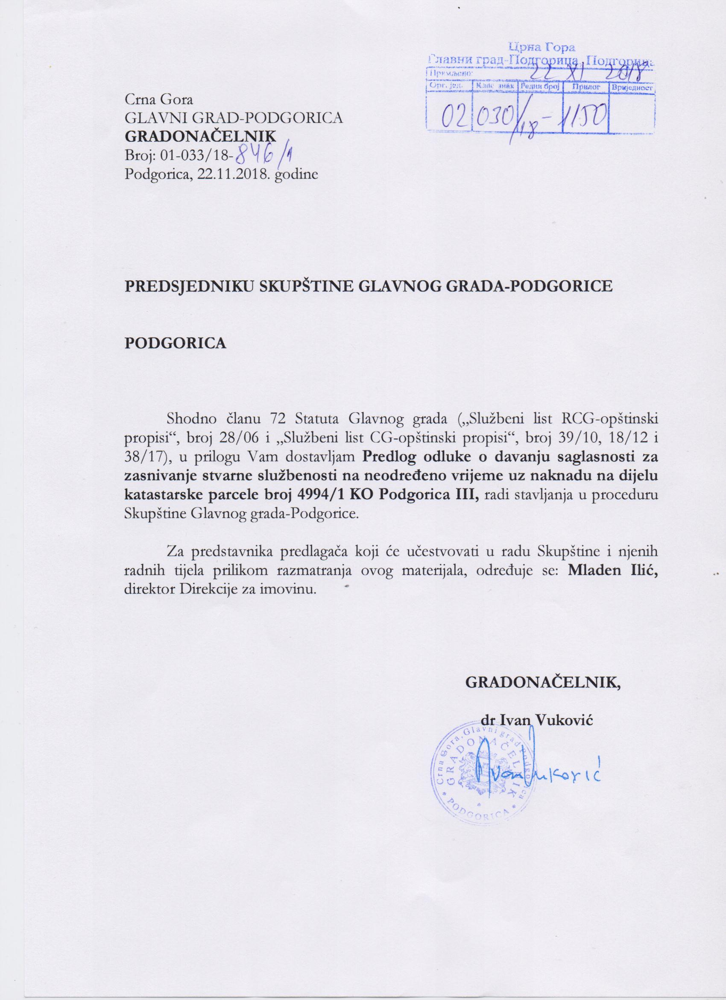 Црна Гора
Главни град-Подгорица, Подгорица
Примљено: 22 XI 2018
Орг. јед. Клас. знак Редни број Прилог Вриједност
02 030/18-1150
Crna Gora
GLAVNI GRAD-PODGORICA
GRADONAČELNIK
Broj: 01-033/18-846/1
Podgorica, 22.11.2018. godine
PREDSJEDNIKU SKUPŠTINE GLAVNOG GRADA-PODGORICE
PODGORICA
Shodno članu 72 Statuta Glavnog grada („Službeni list RCG-opštinski
propisi“, broj 28/06 i „Službeni list CG-opštinski propisi“, broj 39/10, 18/12 i
38/17), u prilogu Vam dostavljam Predlog odluke o davanju saglasnosti za
zasnivanje stvarne službenosti na neodređeno vrijeme uz naknadu na dijelu
katastarske parcele broj 4994/1 KO Podgorica III, radi stavljanja u proceduru
Skupštine Glavnog grada-Podgorice.
Za predstavnika predlagača koji će učestvovati u radu Skupštine i njenih
radnih tijela prilikom razmatranja ovog materijala, određuje se: Mladen Ilić,
direktor Direkcije za imovinu.
GRADONAČELNIK,
dr Ivan Vuković
Crna Gora, Glavni grad Podgorica
GRADONAČELNIK
* PODGORICA *
Ivan Vuković